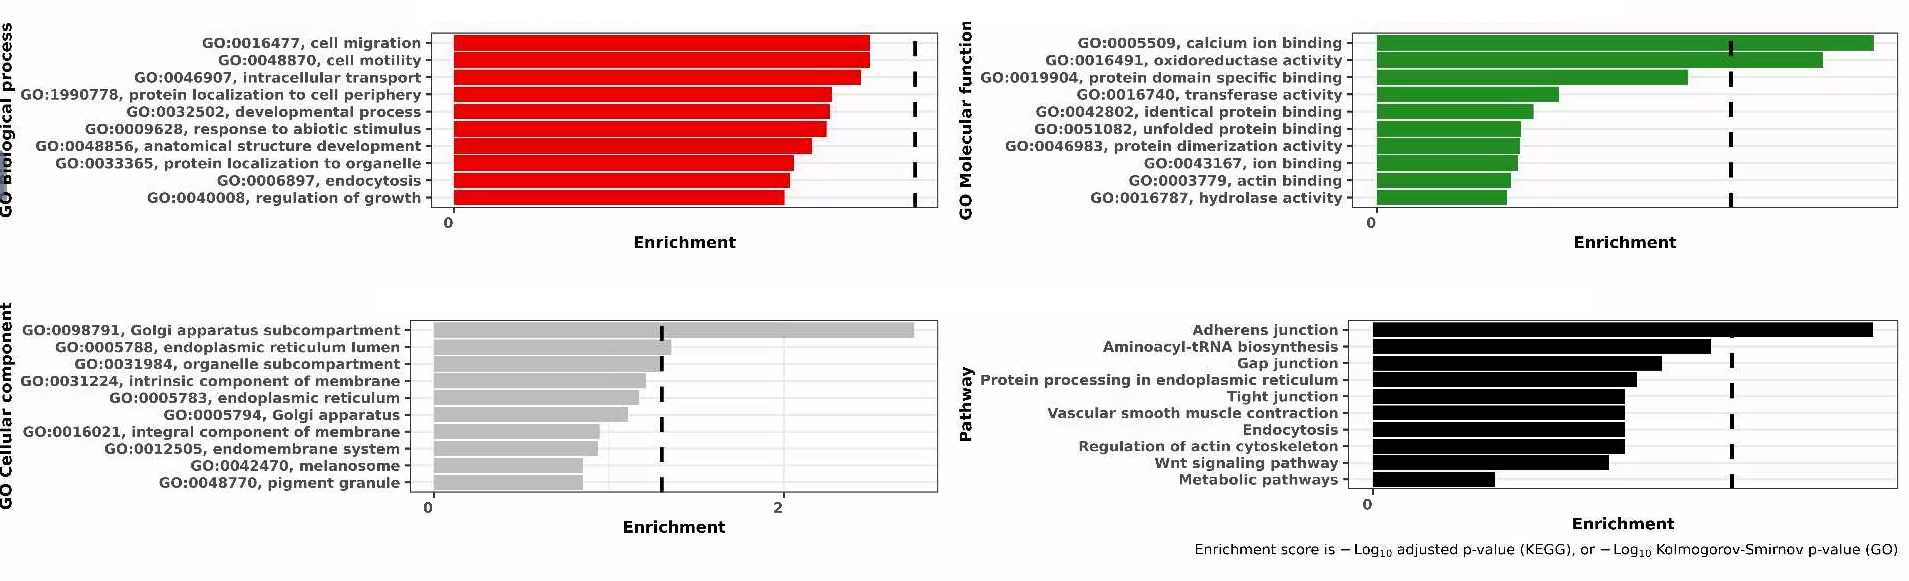 GO Biological process
GO:0016477, cell migration
GO:0048870, cell motility
GO:0046907, intracellular transport
GO:1990778, protein localization to cell periphery
GO:0032502, developmental process
GO:0009628, response to abiotic stimulus
GO:0048856, anatomical structure development
GO:0033365, protein localization to organelle
GO:0006897, endocytosis
GO:0040008, regulation of growth
0
Enrichment
GO Molecular function
GO:0005509, calcium ion binding
GO:0016491, oxidoreductase activity
GO:0019904, protein domain specific binding
GO:0016740, transferase activity
GO:0042802, identical protein binding
GO:0051082, unfolded protein binding
GO:0046983, protein dimerization activity
GO:0043167, ion binding
GO:0003779, actin binding
GO:0016787, hydrolase activity
0
Enrichment
GO Cellular component
GO:0098791, Golgi apparatus subcompartment
GO:0005788, endoplasmic reticulum lumen
GO:0031984, organelle subcompartment
GO:0031224, intrinsic component of membrane
GO:0005783, endoplasmic reticulum
GO:0005794, Golgi apparatus
GO:0016021, integral component of membrane
GO:0012505, endomembrane system
GO:0042470, melanosome
GO:0048770, pigment granule
0 2
Enrichment
Pathway
Adherens junction
Aminoacyl-tRNA biosynthesis
Gap junction
Protein processing in endoplasmic reticulum
Tight junction
Vascular smooth muscle contraction
Endocytosis
Regulation of actin cytoskeleton
Wnt signaling pathway
Metabolic pathways
0
Enrichment
Enrichment score is −Log₁₀ adjusted p-value (KEGG), or −Log₁₀ Kolmogorov-Smirnov p-value (GO)